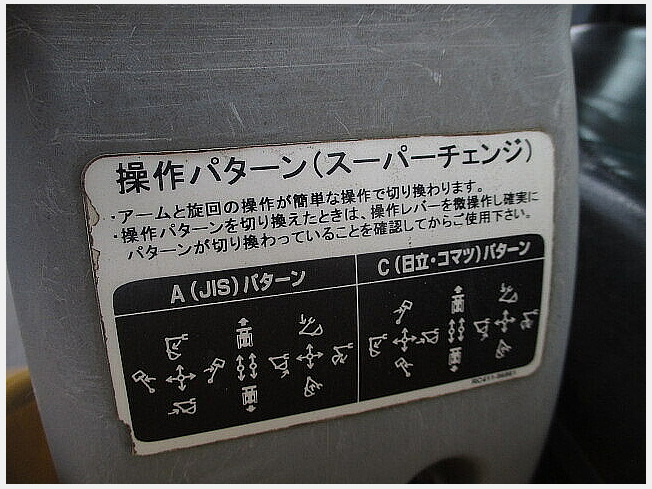 操作パターン(スーパーチェンジ)
・アームと旋回の操作が簡単な操作で切り換わります。
・操作パターンを切り換えたときは、操作レバーを微操作し確実に
パターンが切り換わっていることを確認してからご使用下さい。
A(JIS)パターン
C(日立・コマツ)パターン